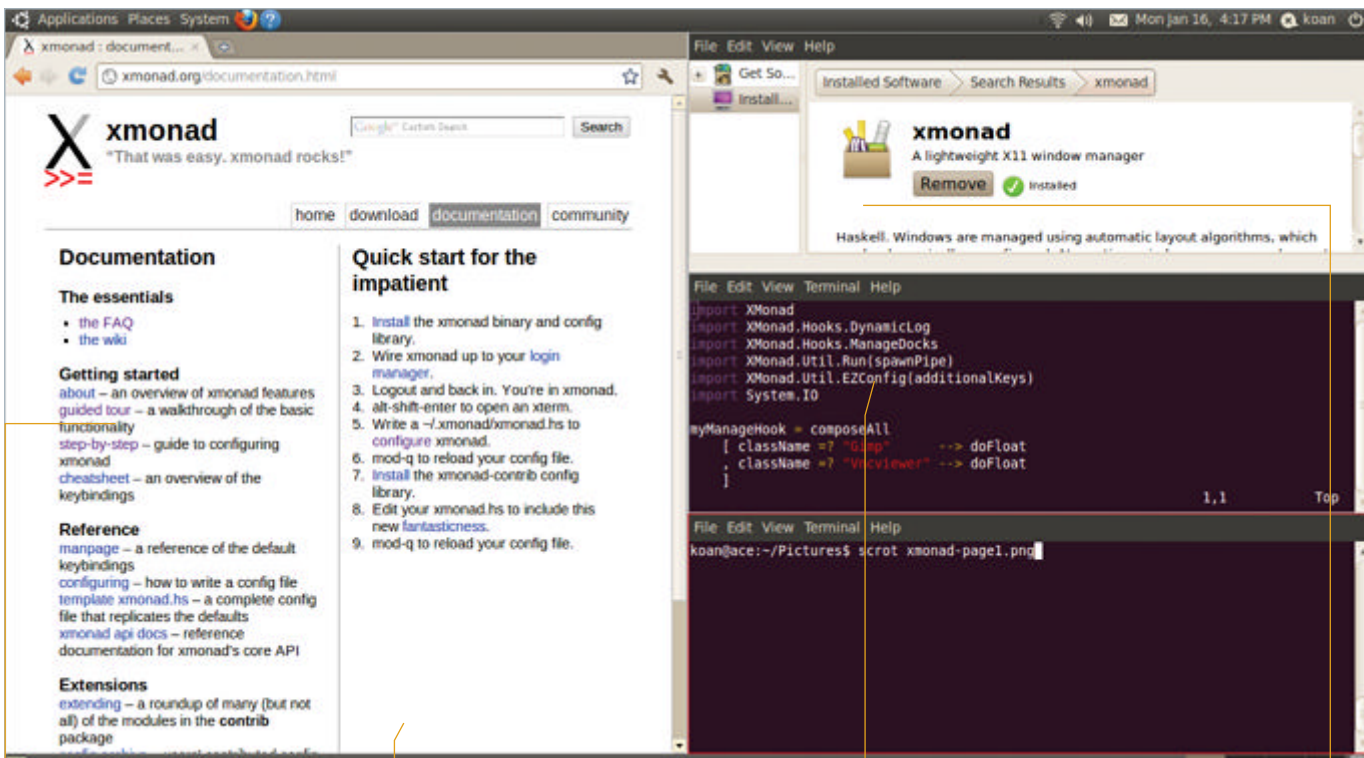 Applications Places System
Mon Jan 16, 4:17 PM koan
xmonad : document...
xmonad.org/documentation.html
xmonad
"That was easy. xmonad rocks!"
Google™ Custom Search
Search
>>=
home download documentation community
Documentation
The essentials
• the FAQ
• the wiki
Getting started
about – an overview of xmonad features
guided tour – a walkthrough of the basic
functionality
step-by-step – guide to configuring
xmonad
cheatsheet – an overview of the
keybindings
Reference
manpage – a reference of the default
keybindings
configuring – how to write a config file
template xmonad.hs – a complete config
file that replicates the defaults
xmonad api docs – reference
documentation for xmonad's core API
Extensions
extending – a roundup of many (but not
all) of the modules in the contrib
package
Quick start for the
impatient
1. Install the xmonad binary and config
library.
2. Wire xmonad up to your login
manager.
3. Logout and back in. You're in xmonad.
4. alt-shift-enter to open an xterm.
5. Write a ~/.xmonad/xmonad.hs to
configure xmonad.
6. mod-q to reload your config file.
7. Install the xmonad-contrib config
library.
8. Edit your xmonad.hs to include this
new fantasticness.
9. mod-q to reload your config file.
File Edit View Help
Get So...
Install...
Installed Software Search Results xmonad
xmonad
A lightweight X11 window manager
Remove Installed
Haskell. Windows are managed using automatic layout algorithms, which
File Edit View Terminal Help
import XMonad
import XMonad.Hooks.DynamicLog
import XMonad.Hooks.ManageDocks
import XMonad.Util.Run(spawnPipe)
import XMonad.Util.EZConfig(additionalKeys)
import System.IO
myManageHook = composeAll
[ className =? "Gimp" --> doFloat
, className =? "Vncviewer" --> doFloat
]
1,1 Top
File Edit View Terminal Help
koan@ace:~/Pictures$ scrot xmonad-page1.png